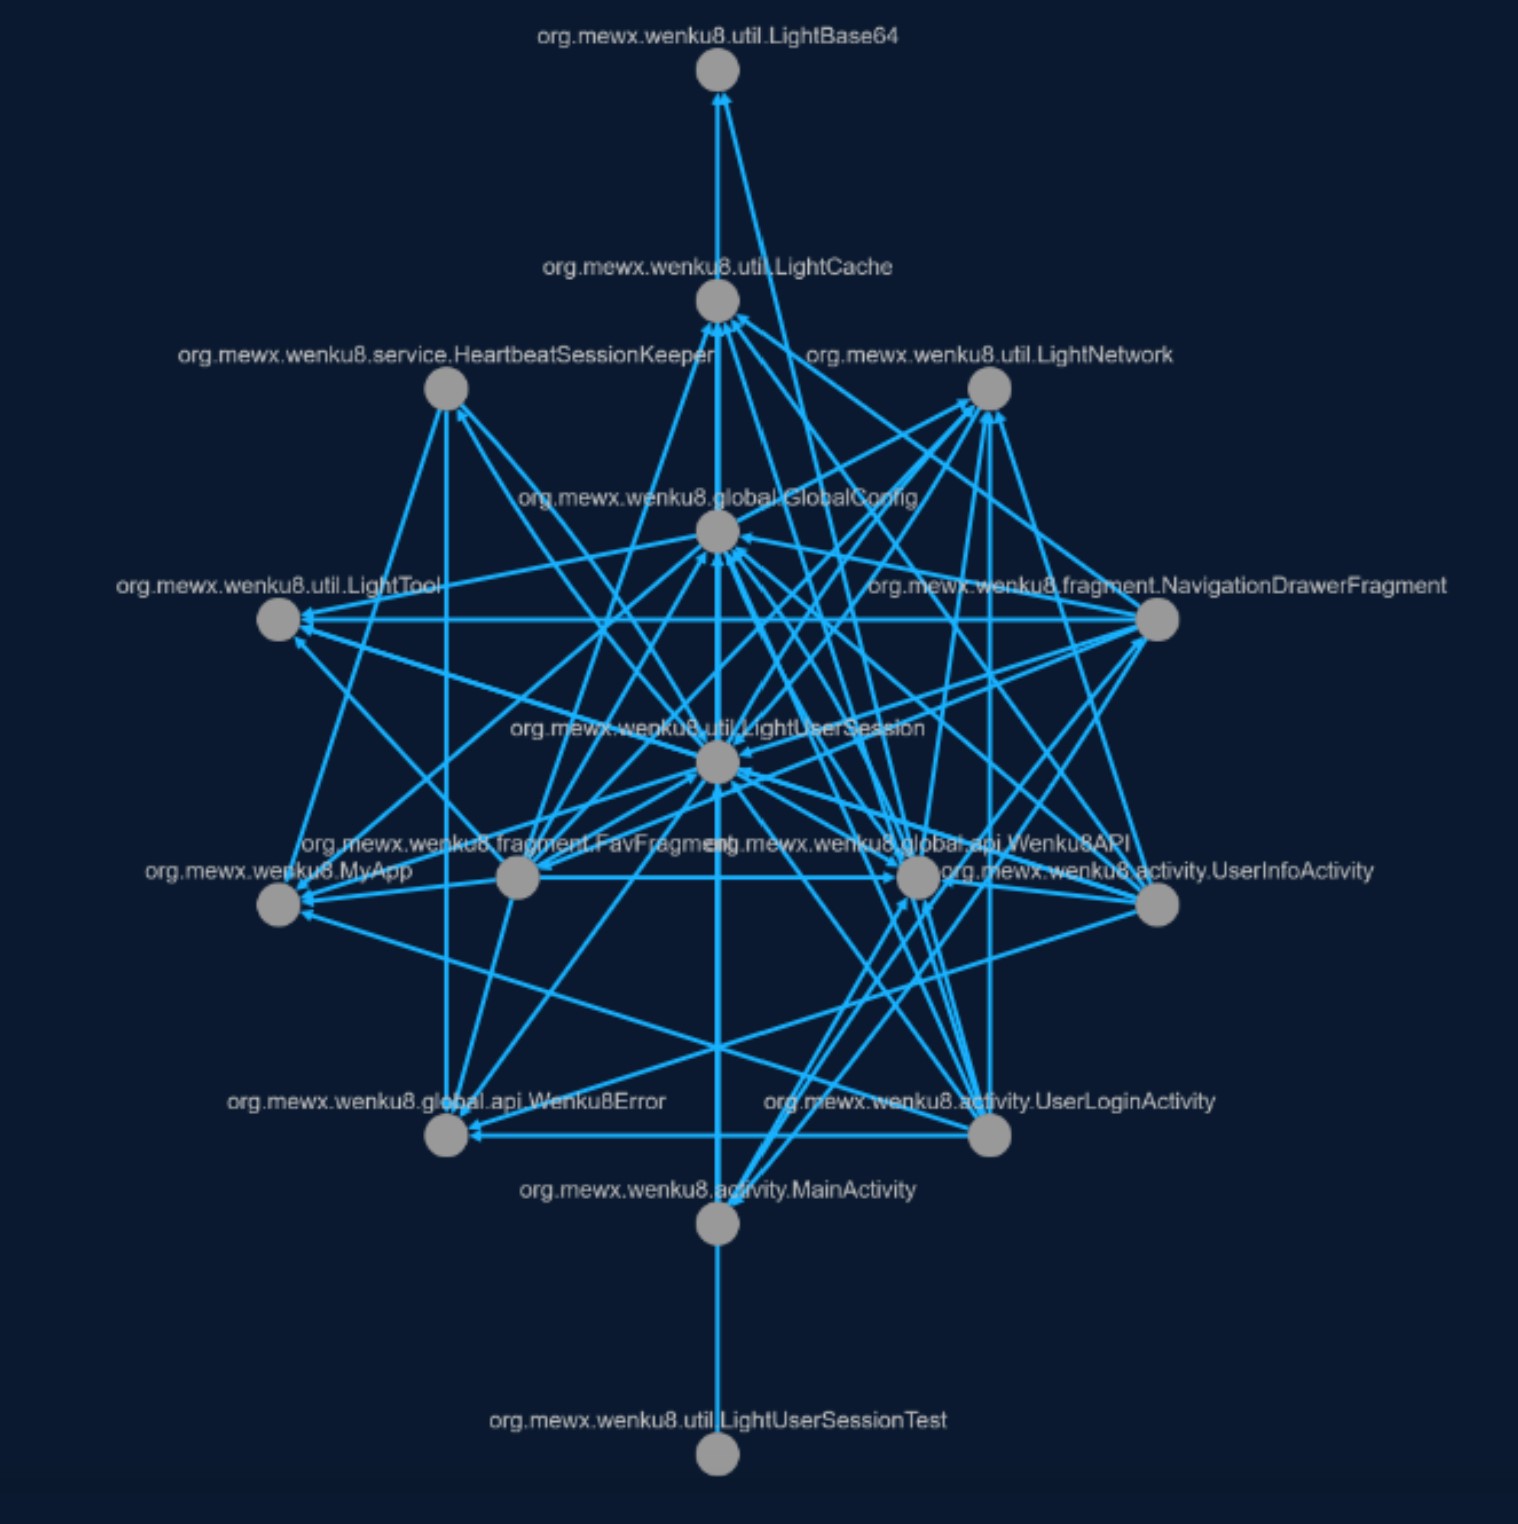 org.mewx.wenku8.util.LightBase64
org.mewx.wenku8.util.LightCache
org.mewx.wenku8.service.HeartbeatSessionKeeper
org.mewx.wenku8.util.LightNetwork
org.mewx.wenku8.global.GlobalConfig
org.mewx.wenku8.util.LightTool
org.mewx.wenku8.fragment.NavigationDrawerFragment
org.mewx.wenku8.util.LightUserSession
org.mewx.wenku8.fragment.FavFragment
org.mewx.wenku8.global.api.Wenku8API
org.mewx.wenku8.MyApp
org.mewx.wenku8.activity.UserInfoActivity
org.mewx.wenku8.global.api.Wenku8Error
org.mewx.wenku8.activity.UserLoginActivity
org.mewx.wenku8.activity.MainActivity
org.mewx.wenku8.util.LightUserSessionTest